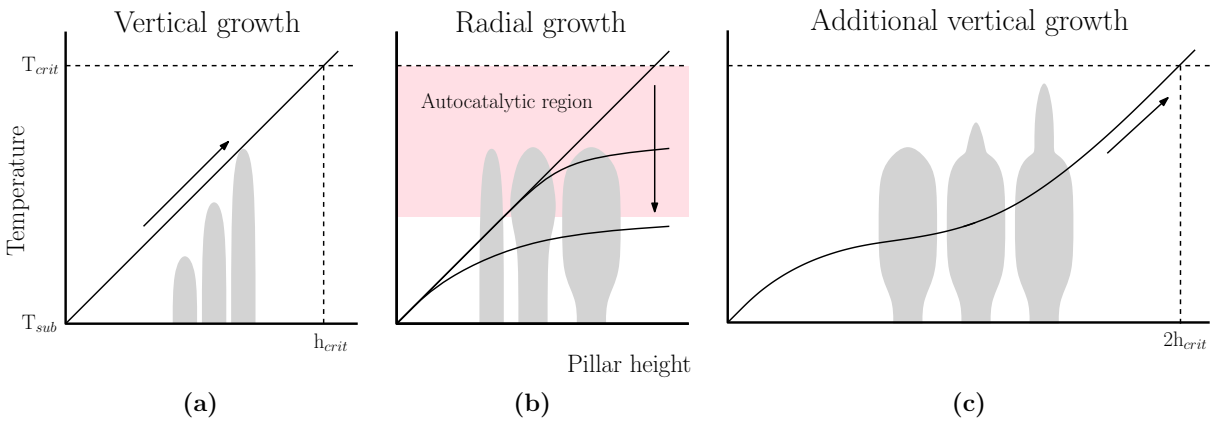 Vertical growth
Radial growth
Additional vertical growth
T_crit
Autocatalytic region
Temperature
T_sub
h_crit
2h_crit
Pillar height
(a)
(b)
(c)